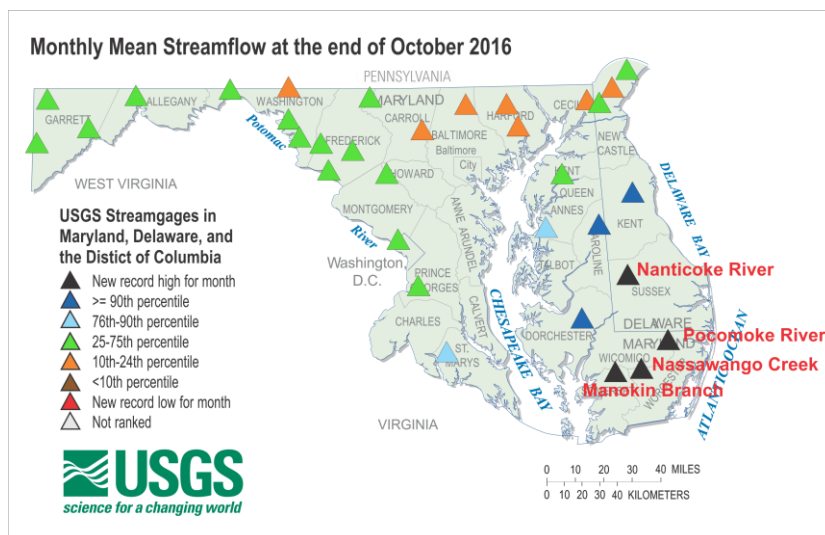 Monthly Mean Streamflow at the end of October 2016
PENNSYLVANIA
MARYLAND
ALLEGANY
WASHINGTON
GARRETT
CARROLL
HARFORD
CECIL
BALTIMORE
Baltimore
City
FREDERICK
Potomac
NEW
CASTLE
WEST VIRGINIA
HOWARD
KENT
QUEEN
ANNES
MONTGOMERY
ANNE ARUNDEL
KENT
DELAWARE BAY
River
CAROLINE
TALBOT
Washington,
D.C.
PRINCE
GEORGES
Nanticoke River
SUSSEX
CALVERT
CHARLES
CHESAPEAKE BAY
DORCHESTER
DELAWARE
MARYLAND
Pocomoke River
ST.
MARYS
WICOMICO
Nassawango Creek
Manokin Branch
ATLANTIC OCEAN
VIRGINIA
USGS Streamgages in
Maryland, Delaware, and
the Distict of Columbia
New record high for month
>= 90th percentile
76th-90th percentile
25-75th percentile
10th-24th percentile
<10th percentile
New record low for month
Not ranked
USGS
science for a changing world
0 10 20 30 40 MILES
0 10 20 30 40 KILOMETERS